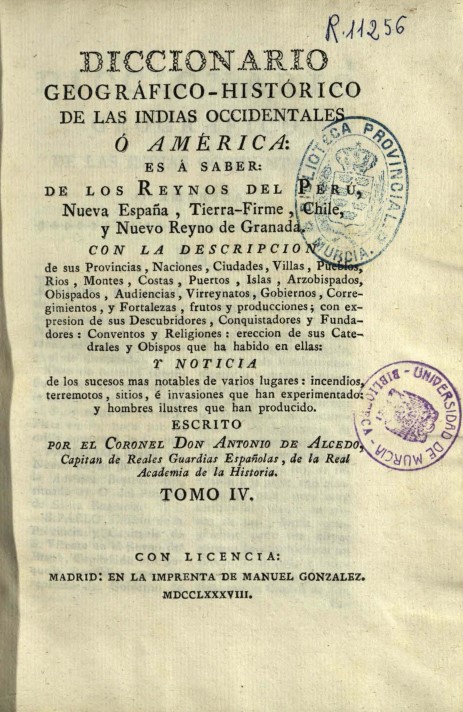 R.11256
DICCIONARIO
GEOGRÁFICO-HISTÓRICO
DE LAS INDIAS OCCIDENTALES
Ó AMÉRICA:
ES Á SABER:
DE LOS REYNOS DEL PERÚ,
Nueva España, Tierra-Firme, Chile,
y Nuevo Reyno de Granada.
CON LA DESCRIPCION
de sus Provincias, Naciones, Ciudades, Villas, Pueblos,
Rios, Montes, Costas, Puertos, Islas, Arzobispados,
Obispados, Audiencias, Virreynatos, Gobiernos, Corre-
gimientos, y Fortalezas, frutos y producciones; con ex-
presion de sus Descubridores, Conquistadores y Funda-
dores: Conventos y Religiones: ereccion de sus Cate-
drales y Obispos que ha habido en ellas:
Y NOTICIA
de los sucesos mas notables de varios lugares: incendios,
terremotos, sitios, é invasiones que han experimentado:
y hombres ilustres que han producido.
ESCRITO
POR EL CORONEL DON ANTONIO DE ALCEDO,
Capitan de Reales Guardias Españolas, de la Real
Academia de la Historia.
TOMO IV.
CON LICENCIA:
MADRID: EN LA IMPRENTA DE MANUEL GONZALEZ.
MDCCLXXXVIII.
BIBLIOTECA PROVINCIAL
MURCIA.
UNIVERSIDAD DE MURCIA - BIBLIOTECA